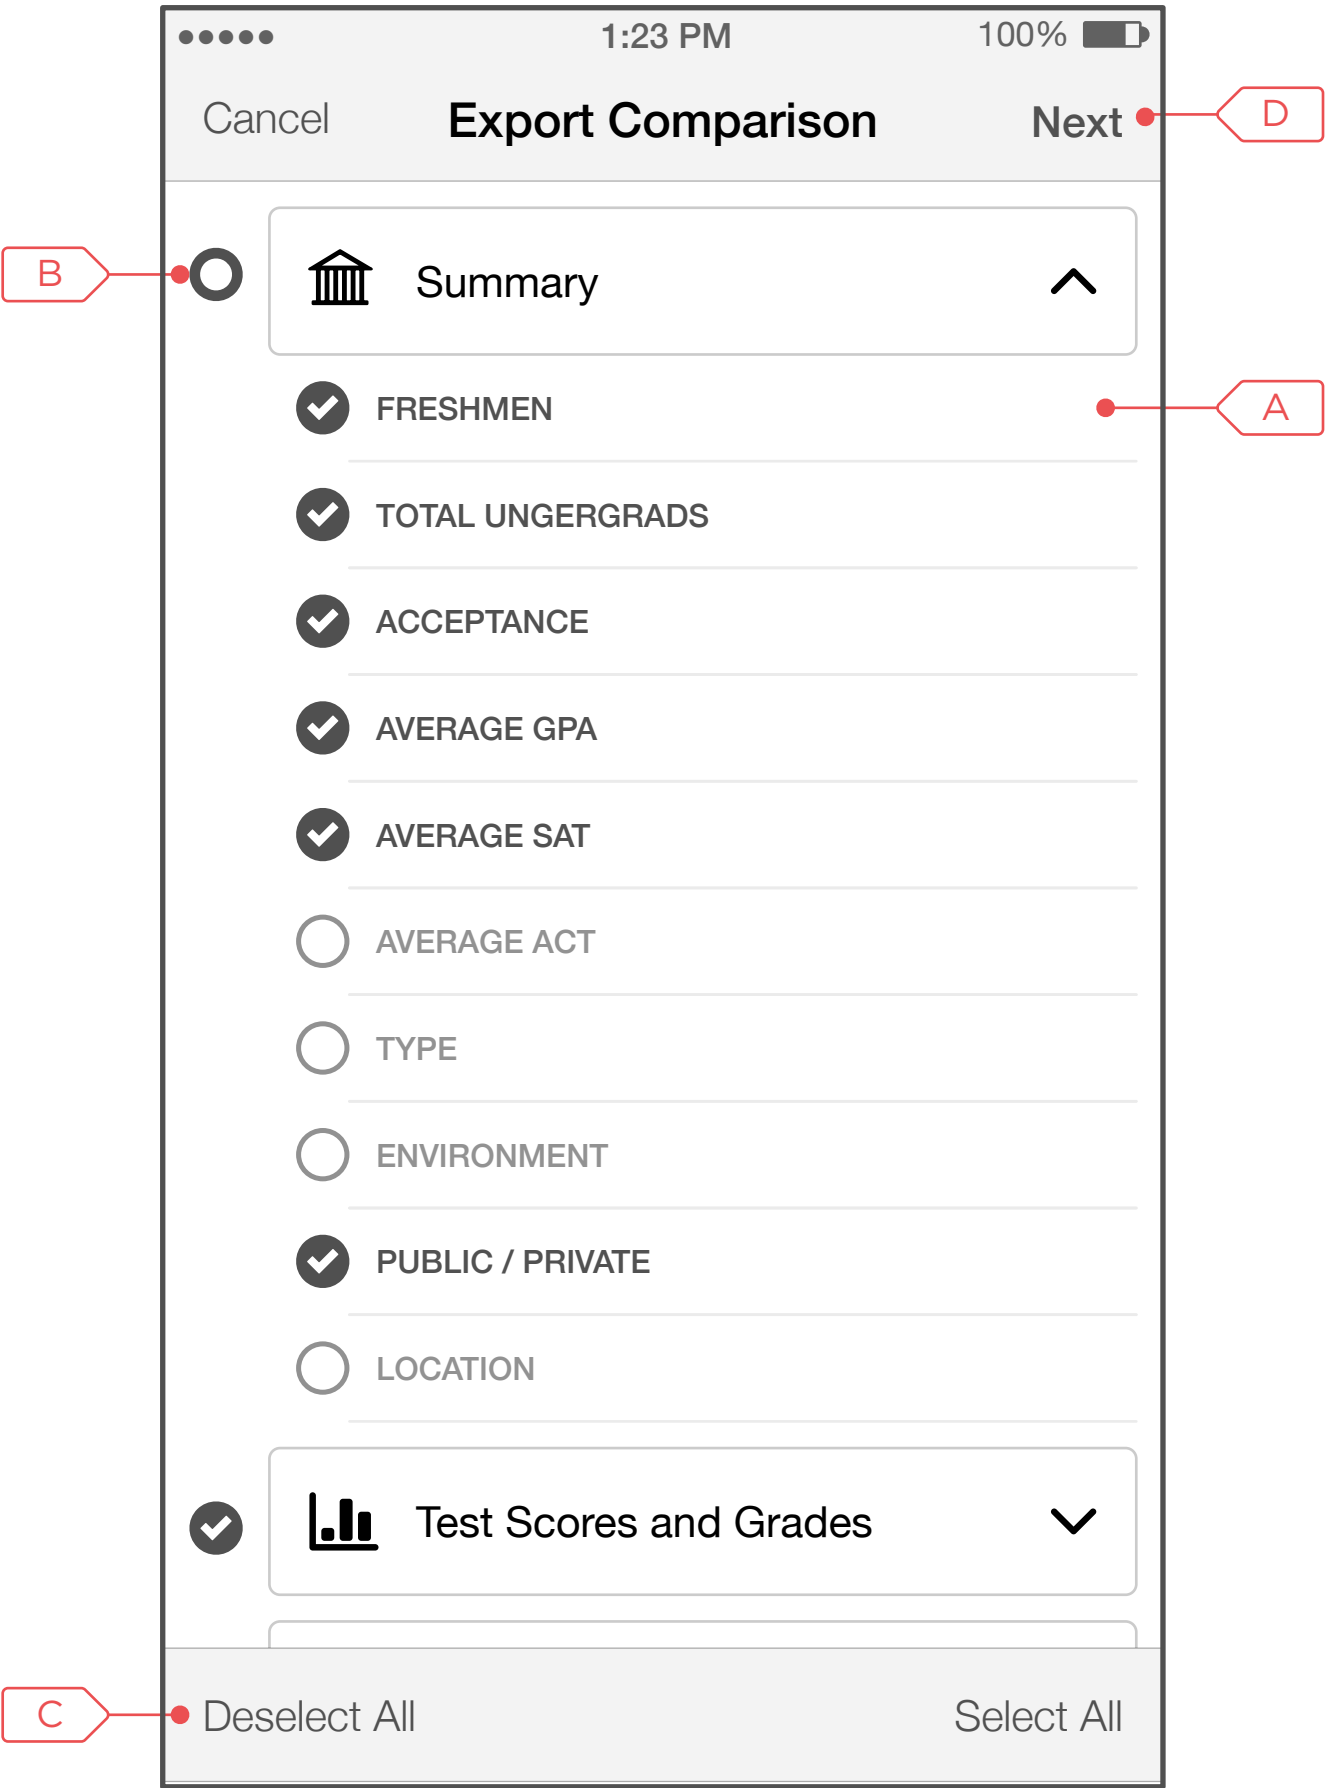 1:23 PM 100%
Cancel Export Comparison Next D
B Summary
FRESHMEN A
TOTAL UNGERGRADS
ACCEPTANCE
AVERAGE GPA
AVERAGE SAT
AVERAGE ACT
TYPE
ENVIRONMENT
PUBLIC / PRIVATE
LOCATION
Test Scores and Grades
C Deselect All Select All